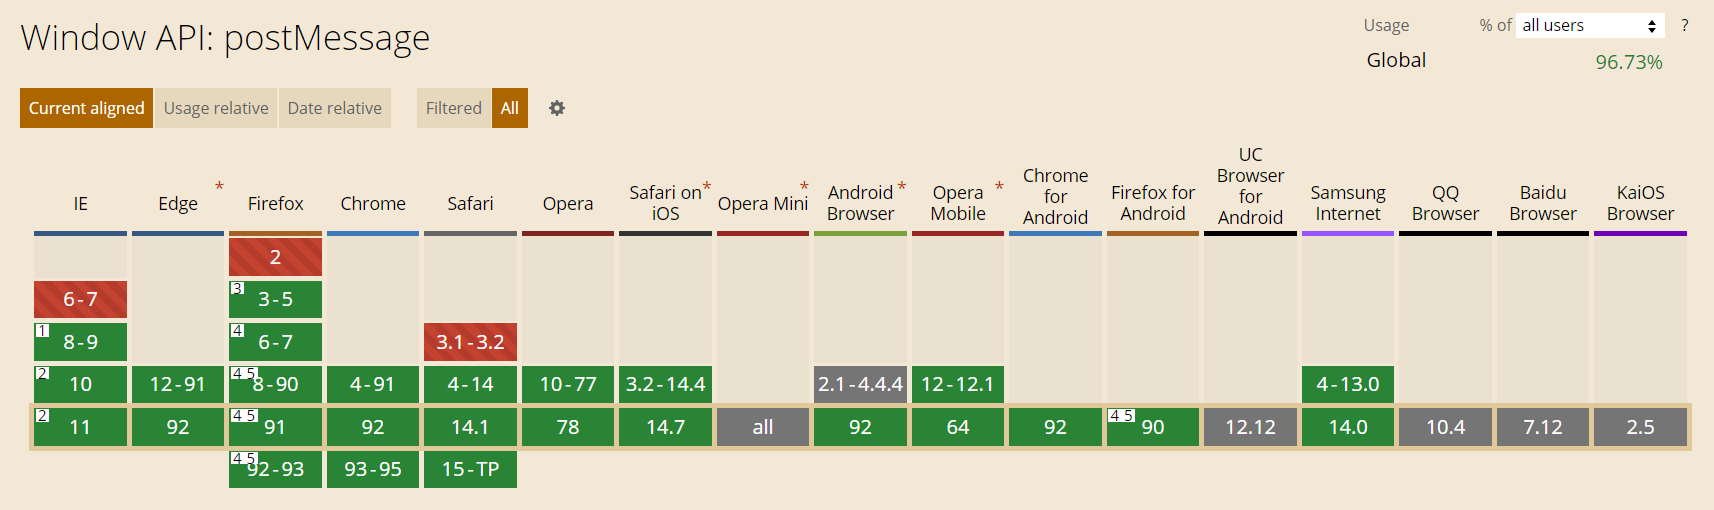 Window API: postMessage
Usage % of all users ?
Global 96.73%
Current aligned Usage relative Date relative Filtered All
IE
Edge *
Firefox
Chrome
Safari
Opera
Safari on *
iOS
Opera Mini *
Android *
Browser
Opera *
Mobile
Chrome
for
Android
Firefox for
Android
UC
Browser
for
Android
Samsung
Internet
QQ
Browser
Baidu
Browser
KaiOS
Browser
2
6-7 3 3-5
1 8-9 4 6-7 3.1-3.2
2 10 12-91 4 5 8-90 4-91 4-14 10-77 3.2-14.4 2.1-4.4.4 12-12.1 4-13.0
2 11 92 4 5 91 92 14.1 78 14.7 all 92 64 92 4 5 90 12.12 14.0 10.4 7.12 2.5
4 5 92-93 93-95 15-TP